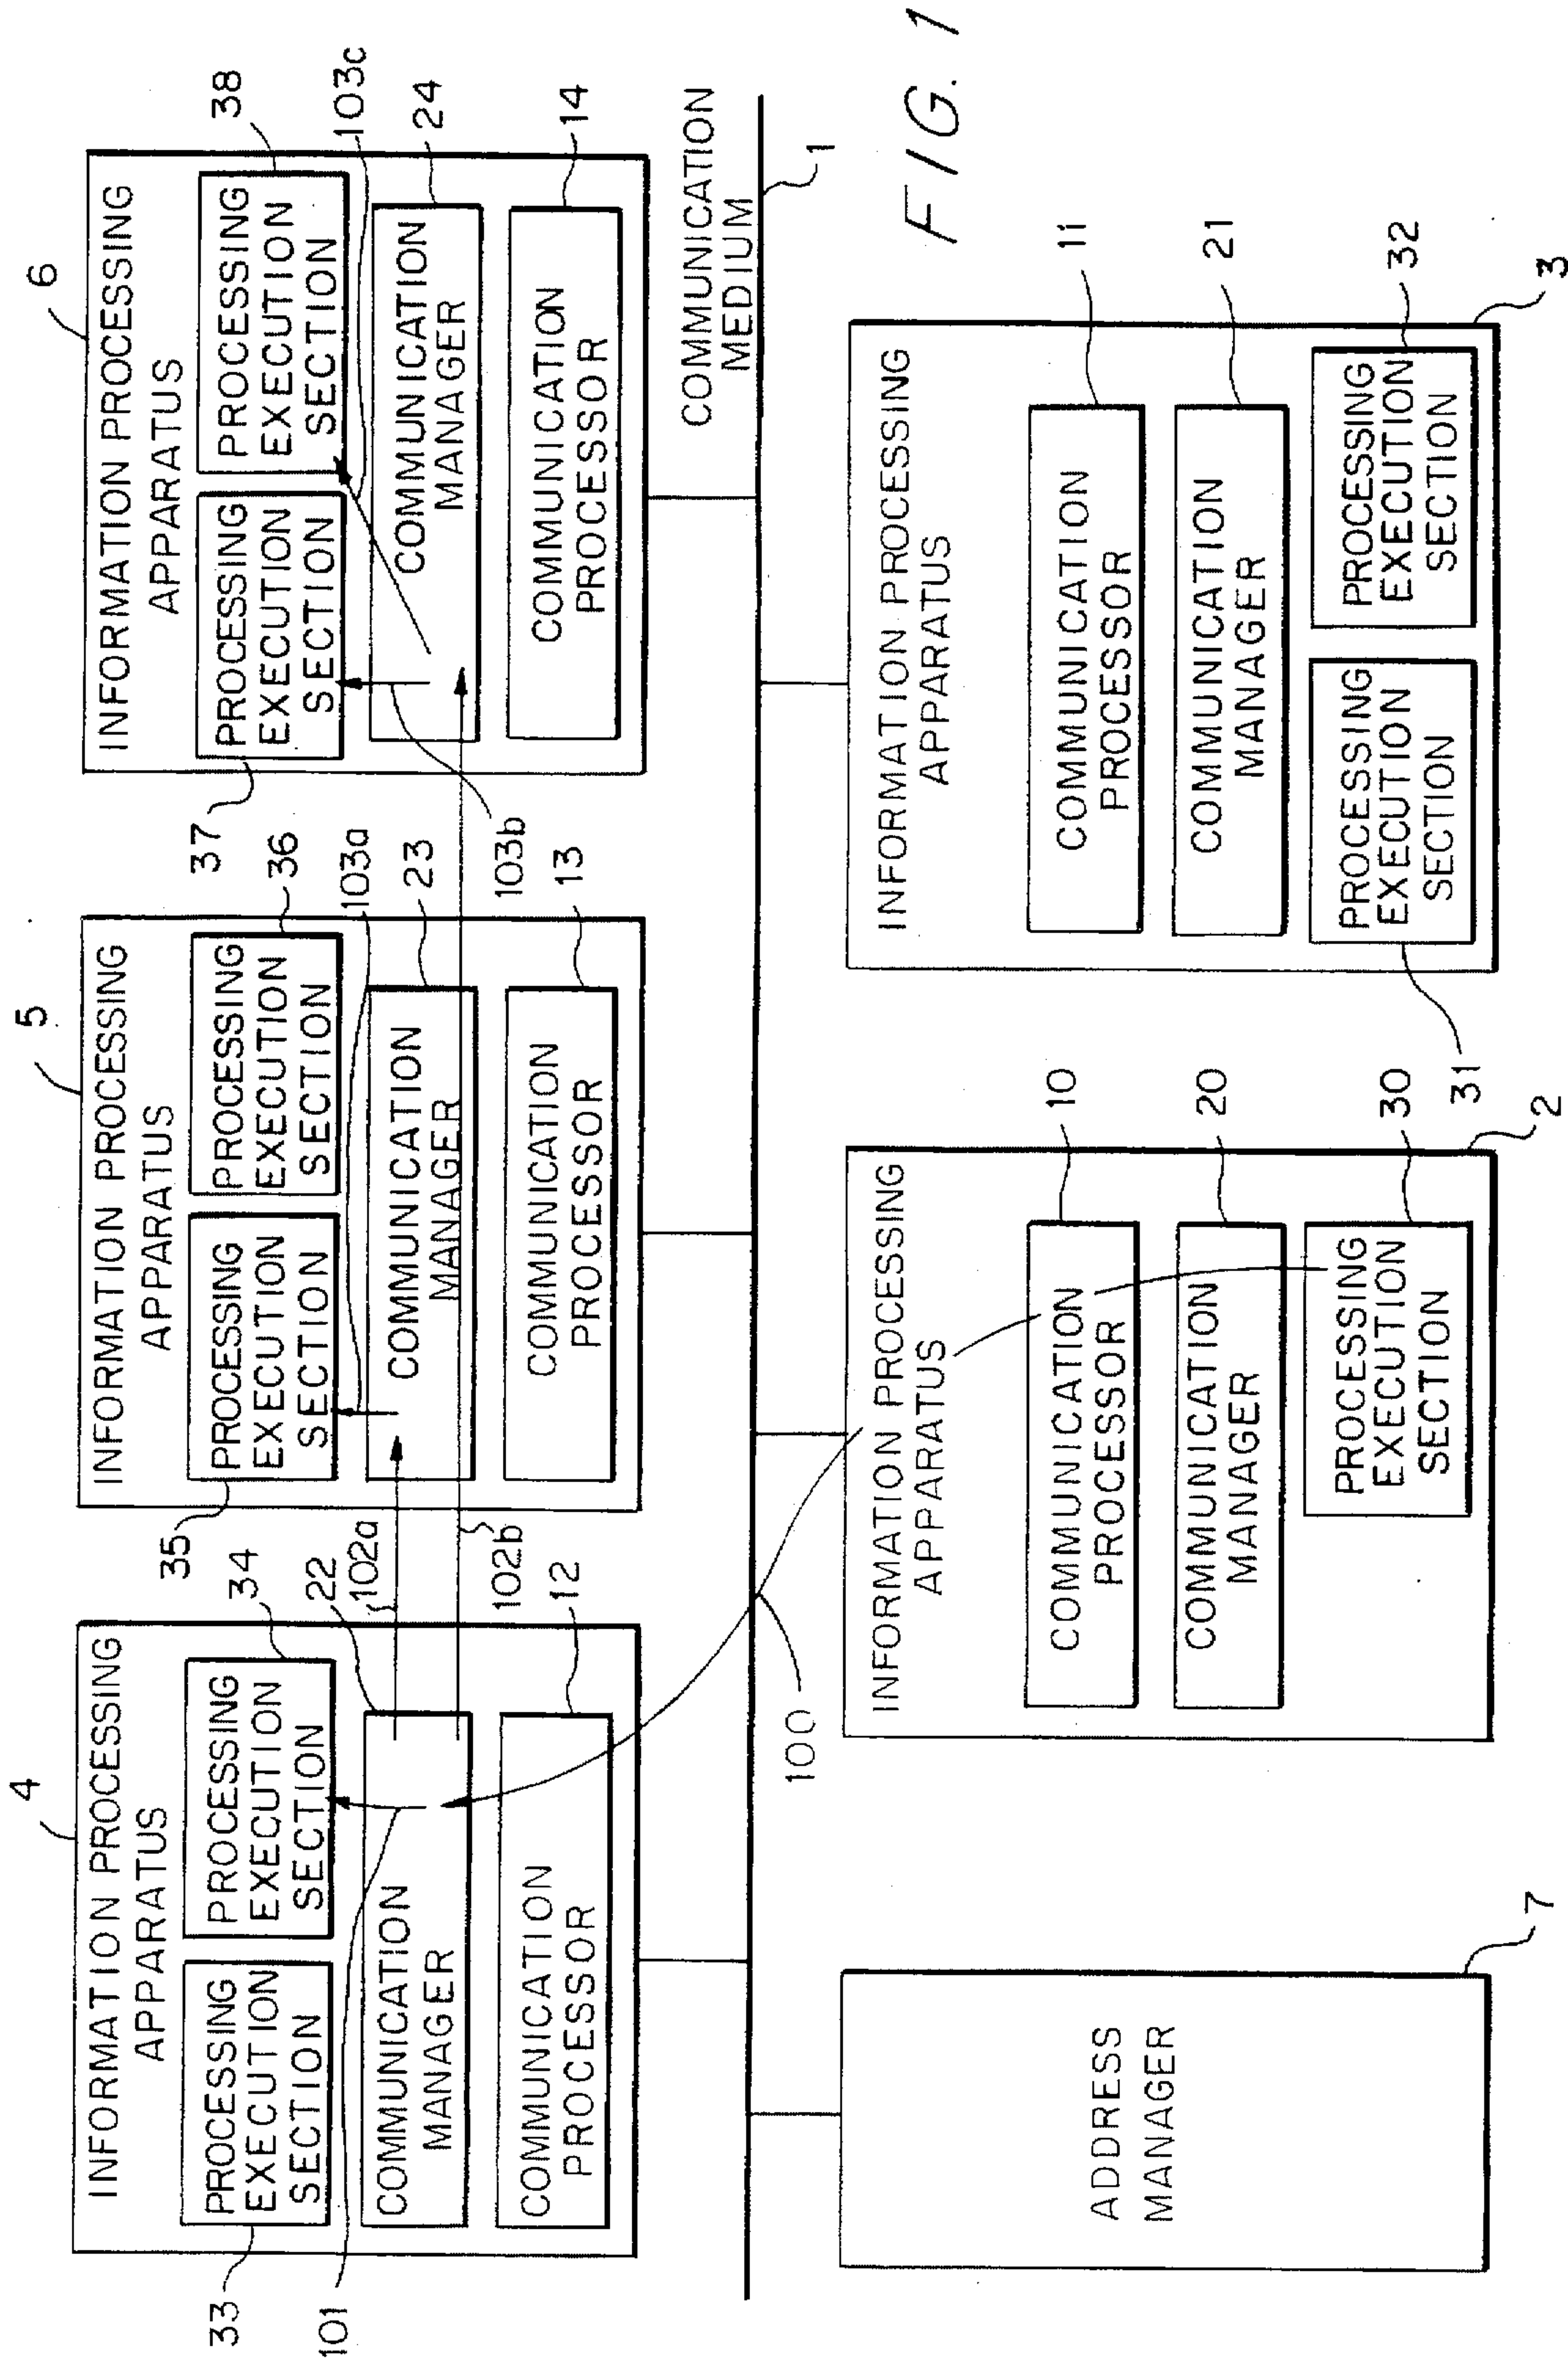 4
INFORMATION PROCESSING
APPARATUS
33
PROCESSING
EXECUTION
SECTION
34
PROCESSING
EXECUTION
SECTION
101
22
COMMUNICATION
MANAGER
12
COMMUNICATION
PROCESSOR
102a
102b
5
INFORMATION PROCESSING
APPARATUS
35
PROCESSING
EXECUTION
SECTION
36
PROCESSING
EXECUTION
SECTION
103a
23
COMMUNICATION
MANAGER
13
COMMUNICATION
PROCESSOR
6
INFORMATION PROCESSING
APPARATUS
37
PROCESSING
EXECUTION
SECTION
38
PROCESSING
EXECUTION
SECTION
103b
103c
24
COMMUNICATION
MANAGER
14
COMMUNICATION
PROCESSOR
COMMUNICATION
MEDIUM
1
100
7
ADDRESS
MANAGER
INFORMATION PROCESSING
APPARATUS
10
COMMUNICATION
PROCESSOR
20
COMMUNICATION
MANAGER
30
PROCESSING
EXECUTION
SECTION
2
INFORMATION PROCESSING
APPARATUS
11
COMMUNICATION
PROCESSOR
21
COMMUNICATION
MANAGER
31
PROCESSING
EXECUTION
SECTION
32
PROCESSING
EXECUTION
SECTION
3
FIG. 1